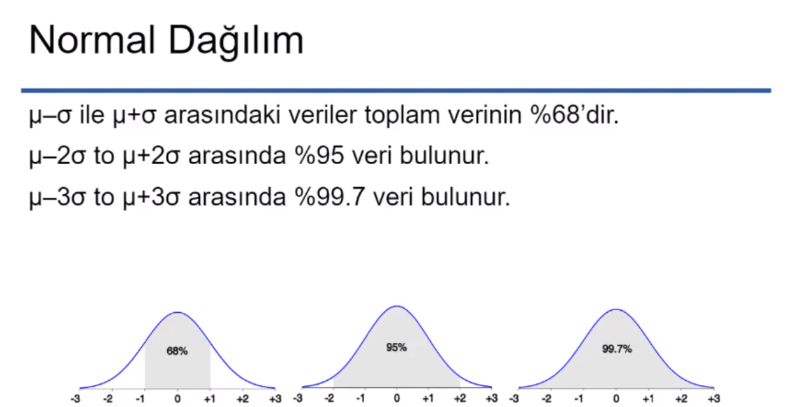 Normal Dağılım
μ–σ ile μ+σ arasındaki veriler toplam verinin %68’dir.
μ–2σ to μ+2σ arasında %95 veri bulunur.
μ–3σ to μ+3σ arasında %99.7 veri bulunur.
68%
95%
99.7%
-3 -2 -1 0 +1 +2 +3 -3 -2 -1 0 +1 +2 +3 -3 -2 -1 0 +1 +2 +3